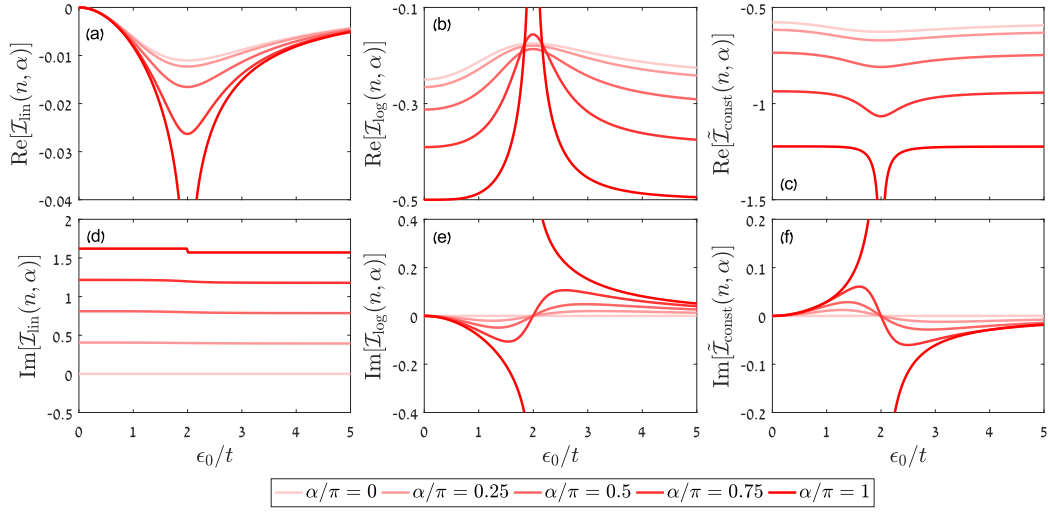 (a)
Re[𝓘_lin(n, α)]
0
-0.01
-0.02
-0.03
-0.04
(b)
Re[𝓘_log(n, α)]
-0.1
-0.3
-0.5
(c)
Re[𝓘̃_const(n, α)]
-0.5
-1
-1.5
(d)
Im[𝓘_lin(n, α)]
2
1.5
1
0.5
0
-0.5
0 1 2 3 4 5
ϵ₀/t
(e)
Im[𝓘_log(n, α)]
0.4
0.2
0
-0.2
-0.4
0 1 2 3 4 5
ϵ₀/t
(f)
Im[𝓘̃_const(n, α)]
0.2
0.1
0
-0.1
-0.2
0 1 2 3 4 5
ϵ₀/t
α/π = 0 α/π = 0.25 α/π = 0.5 α/π = 0.75 α/π = 1